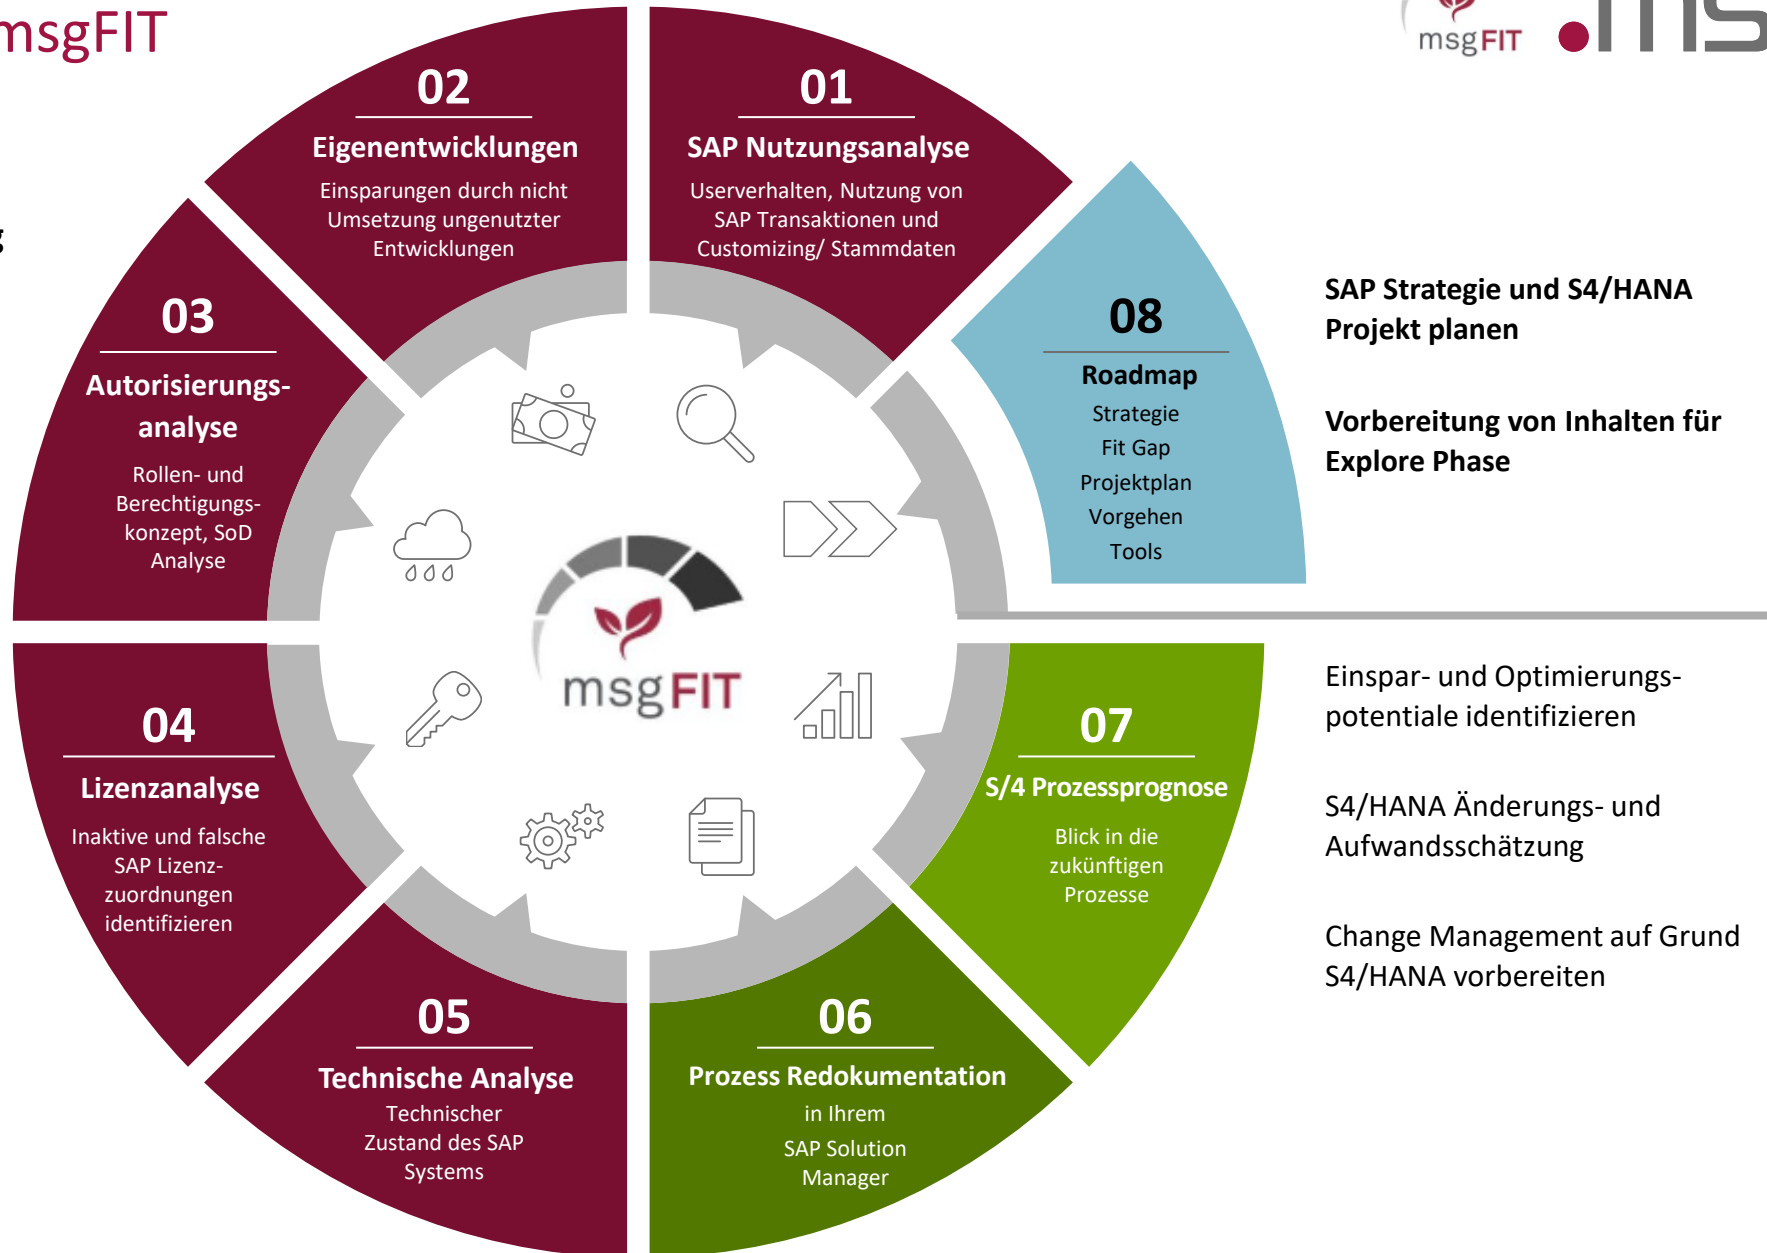 msgFIT
msgFIT
.ms
02
Eigenentwicklungen
Einsparungen durch nicht
Umsetzung ungenutzter
Entwicklungen
01
SAP Nutzungsanalyse
Userverhalten, Nutzung von
SAP Transaktionen und
Customizing/ Stammdaten
g
03
Autorisierungs-
analyse
Rollen- und
Berechtigungs-
konzept, SoD
Analyse
08
Roadmap
Strategie
Fit Gap
Projektplan
Vorgehen
Tools
SAP Strategie und S4/HANA
Projekt planen
Vorbereitung von Inhalten für
Explore Phase
msgFIT
04
Lizenzanalyse
Inaktive und falsche
SAP Lizenz-
zuordnungen
identifizieren
07
S/4 Prozessprognose
Blick in die
zukünftigen
Prozesse
Einspar- und Optimierungs-
potentiale identifizieren
S4/HANA Änderungs- und
Aufwandsschätzung
Change Management auf Grund
S4/HANA vorbereiten
05
Technische Analyse
Technischer
Zustand des SAP
Systems
06
Prozess Redokumentation
in Ihrem
SAP Solution
Manager